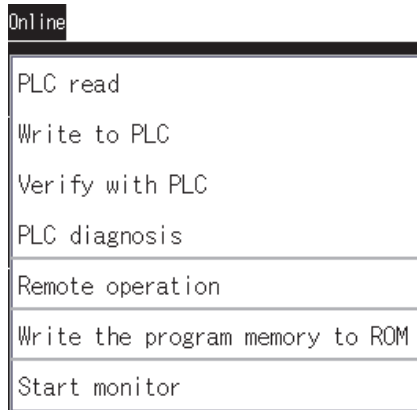 Online
PLC read
Write to PLC
Verify with PLC
PLC diagnosis
Remote operation
Write the program memory to ROM
Start monitor